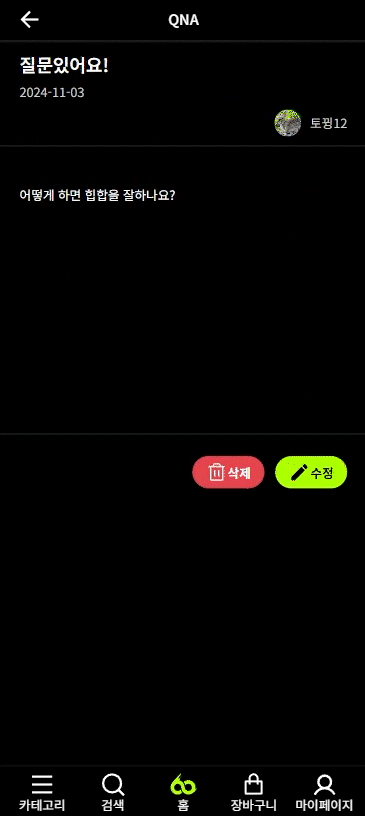 QNA
질문있어요!
2024-11-03
토핑12
어떻게 하면 힙합을 잘하나요?
삭제
수정
카테고리
검색
홈
장바구니
마이페이지